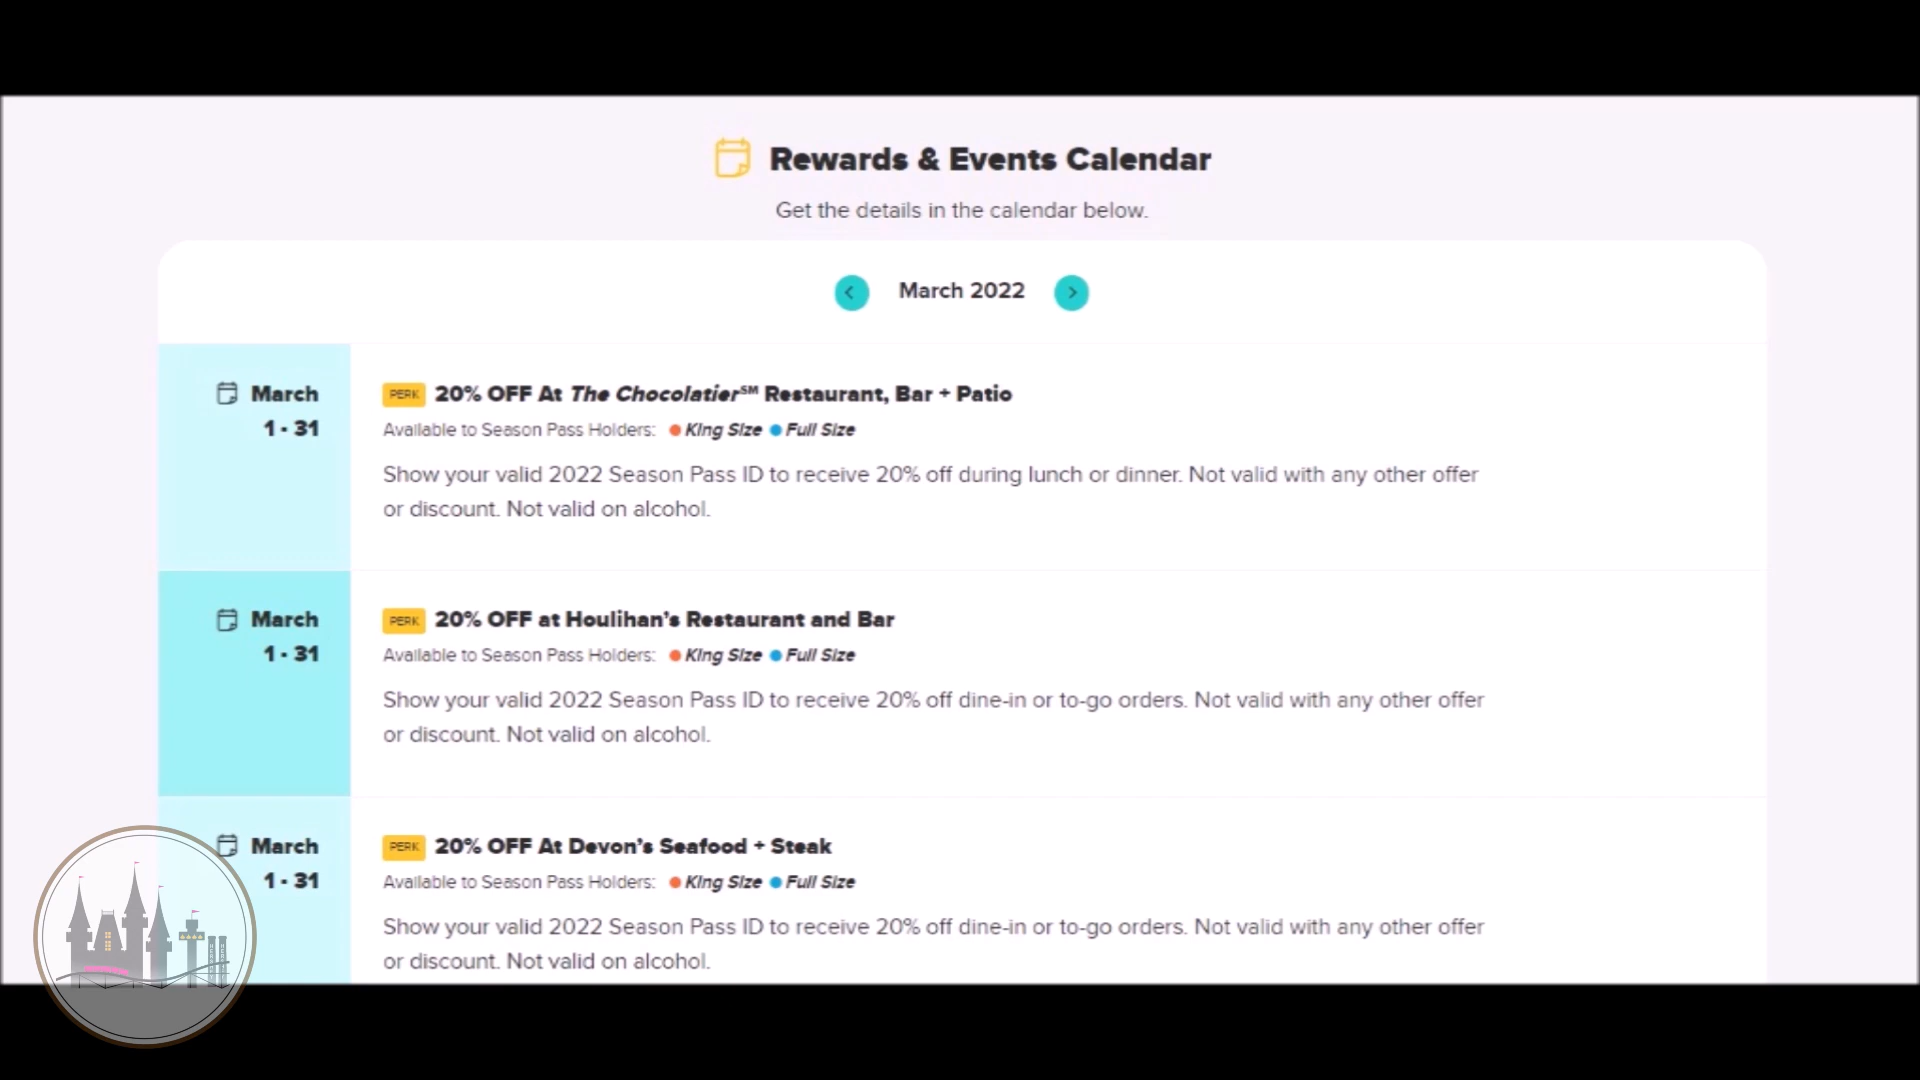 Rewards & Events Calendar
Get the details in the calendar below.
March 2022
March
1 - 31
PERK 20% OFF At The Chocolatier℠ Restaurant, Bar + Patio
Available to Season Pass Holders: King Size Full Size
Show your valid 2022 Season Pass ID to receive 20% off during lunch or dinner. Not valid with any other offer
or discount. Not valid on alcohol.
March
1 - 31
PERK 20% OFF at Houlihan's Restaurant and Bar
Available to Season Pass Holders: King Size Full Size
Show your valid 2022 Season Pass ID to receive 20% off dine-in or to-go orders. Not valid with any other offer
or discount. Not valid on alcohol.
March
1 - 31
PERK 20% OFF At Devon's Seafood + Steak
Available to Season Pass Holders: King Size Full Size
Show your valid 2022 Season Pass ID to receive 20% off dine-in or to-go orders. Not valid with any other offer
or discount. Not valid on alcohol.